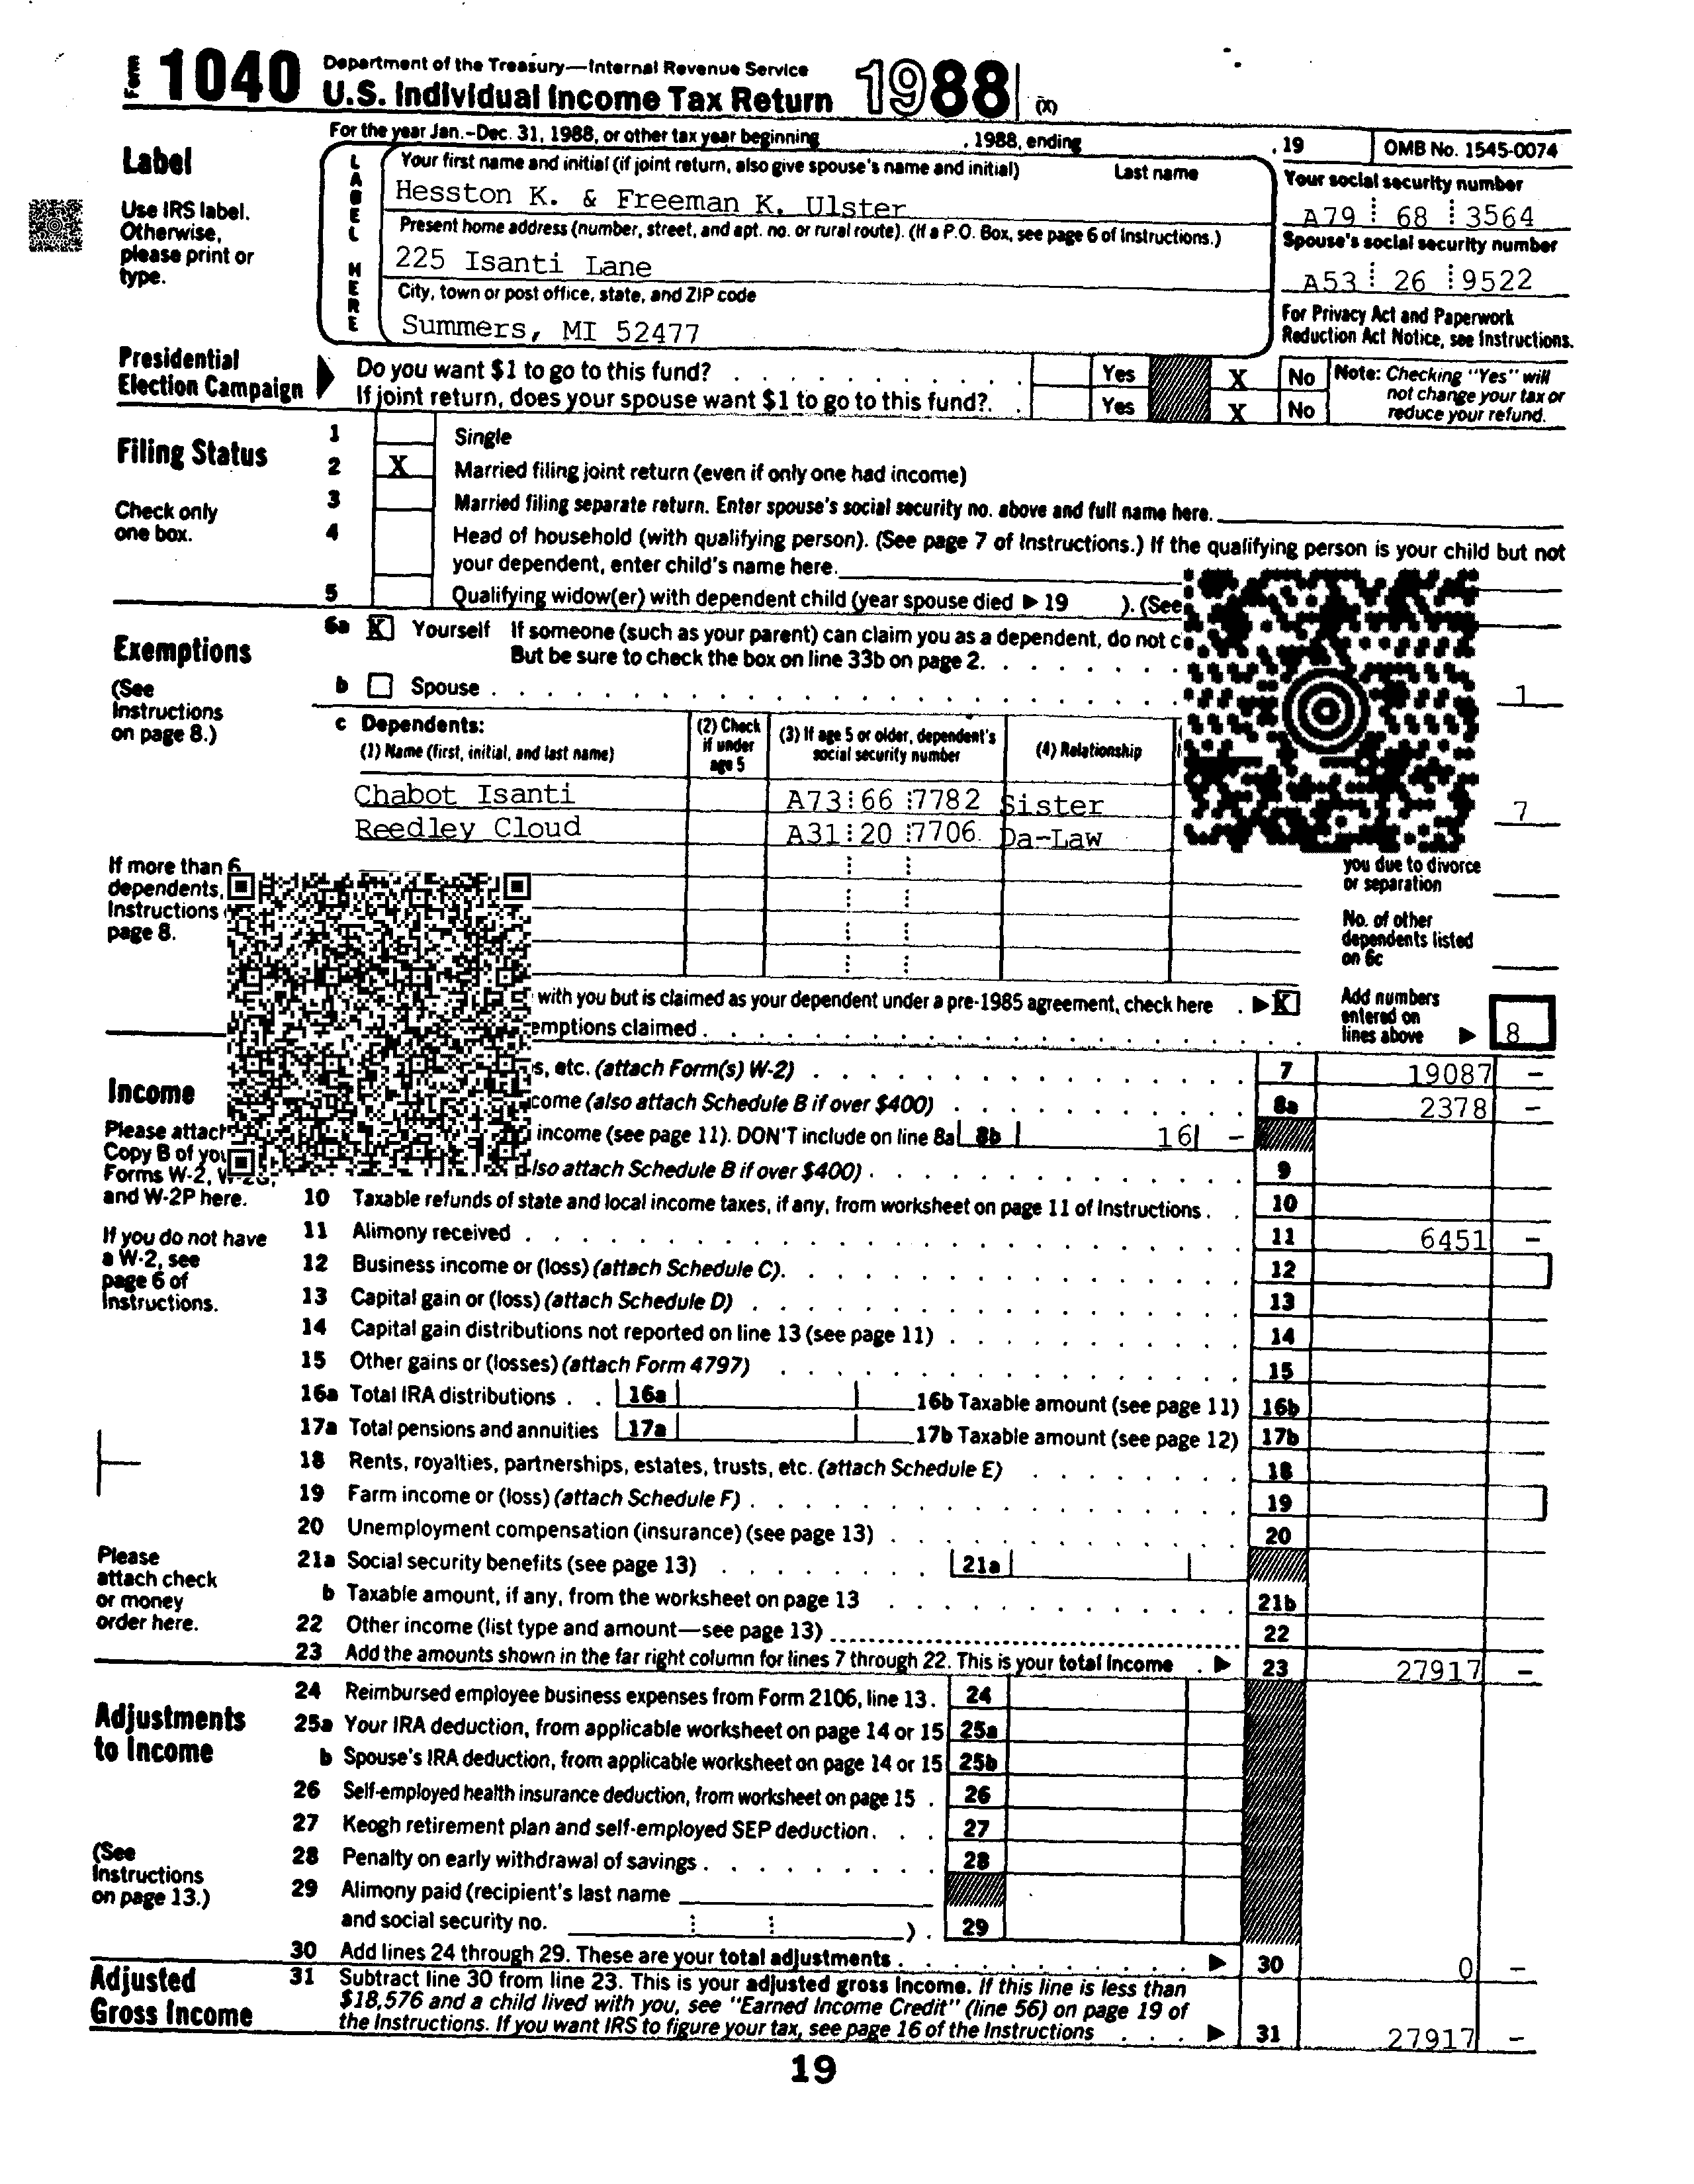 Form 1040 Department of the Treasury—Internal Revenue Service
U.S. Individual Income Tax Return 1988 (X)
For the year Jan.–Dec. 31, 1988, or other tax year beginning , 1988, ending , 19 OMB No. 1545-0074
Label
Use IRS label.
Otherwise,
please print or
type.
LABEL HERE
Your first name and initial (if joint return, also give spouse's name and initial) Last name
Hesston K. & Freeman K. Ulster
Present home address (number, street, and apt. no. or rural route). (If a P.O. Box, see page 6 of Instructions.)
225 Isanti Lane
City, town or post office, state, and ZIP code
Summers, MI 52477
Your social security number
A79 68 3564
Spouse's social security number
A53 26 9522
For Privacy Act and Paperwork
Reduction Act Notice, see Instructions.
Presidential
Election Campaign
Do you want $1 to go to this fund? Yes X No
If joint return, does your spouse want $1 to go to this fund?. Yes X No
Note: Checking "Yes" will
not change your tax or
reduce your refund.
Filing Status
Check only
one box.
1 Single
2 X Married filing joint return (even if only one had income)
3 Married filing separate return. Enter spouse's social security no. above and full name here.
4 Head of household (with qualifying person). (See page 7 of Instructions.) If the qualifying person is your child but not
your dependent, enter child's name here.
5 Qualifying widow(er) with dependent child (year spouse died ▶ 19 ). (See
Exemptions
(See
Instructions
on page 8.)
6a X Yourself If someone (such as your parent) can claim you as a dependent, do not c
But be sure to check the box on line 33b on page 2.
b Spouse 1
c Dependents:
(1) Name (first, initial, and last name)
(2) Check
if under
age 5
(3) If age 5 or older, dependent's
social security number
(4) Relationship
Chabot Isanti A73 66 7782 Sister 7
Reedley Cloud A31 20 7706 Da-Law
If more than 6
dependents,
Instructions
page 8.
you due to divorce
or separation
No. of other
dependents listed
on 6c
with you but is claimed as your dependent under a pre-1985 agreement, check here . ▶ X
emptions claimed
Add numbers
entered on
lines above ▶ 8
Income
Please attach
Copy B of you
Forms W-2, W-2G,
and W-2P here.
If you do not have
a W-2, see
page 6 of
Instructions.
Please
attach check
or money
order here.
s, etc. (attach Form(s) W-2) 7 19087 –
come (also attach Schedule B if over $400) 8a 2378 –
income (see page 11). DON'T include on line 8a 8b 16 –
lso attach Schedule B if over $400) 9
10 Taxable refunds of state and local income taxes, if any, from worksheet on page 11 of Instructions 10
11 Alimony received 11 6451 –
12 Business income or (loss) (attach Schedule C). 12
13 Capital gain or (loss) (attach Schedule D) 13
14 Capital gain distributions not reported on line 13 (see page 11) 14
15 Other gains or (losses) (attach Form 4797) 15
16a Total IRA distributions 16a 16b Taxable amount (see page 11) 16b
17a Total pensions and annuities 17a 17b Taxable amount (see page 12) 17b
18 Rents, royalties, partnerships, estates, trusts, etc. (attach Schedule E) 18
19 Farm income or (loss) (attach Schedule F) 19
20 Unemployment compensation (insurance) (see page 13) 20
21a Social security benefits (see page 13) 21a
b Taxable amount, if any, from the worksheet on page 13 21b
22 Other income (list type and amount—see page 13) 22
23 Add the amounts shown in the far right column for lines 7 through 22. This is your total income ▶ 23 27917 –
Adjustments
to Income
(See
Instructions
on page 13.)
24 Reimbursed employee business expenses from Form 2106, line 13. 24
25a Your IRA deduction, from applicable worksheet on page 14 or 15 25a
b Spouse's IRA deduction, from applicable worksheet on page 14 or 15 25b
26 Self-employed health insurance deduction, from worksheet on page 15 26
27 Keogh retirement plan and self-employed SEP deduction. 27
28 Penalty on early withdrawal of savings 28
29 Alimony paid (recipient's last name
and social security no. ). 29
30 Add lines 24 through 29. These are your total adjustments ▶ 30 0 –
Adjusted
Gross Income
31 Subtract line 30 from line 23. This is your adjusted gross income. If this line is less than
$18,576 and a child lived with you, see "Earned Income Credit" (line 56) on page 19 of
the Instructions. If you want IRS to figure your tax, see page 16 of the Instructions ▶ 31 27917 –
19